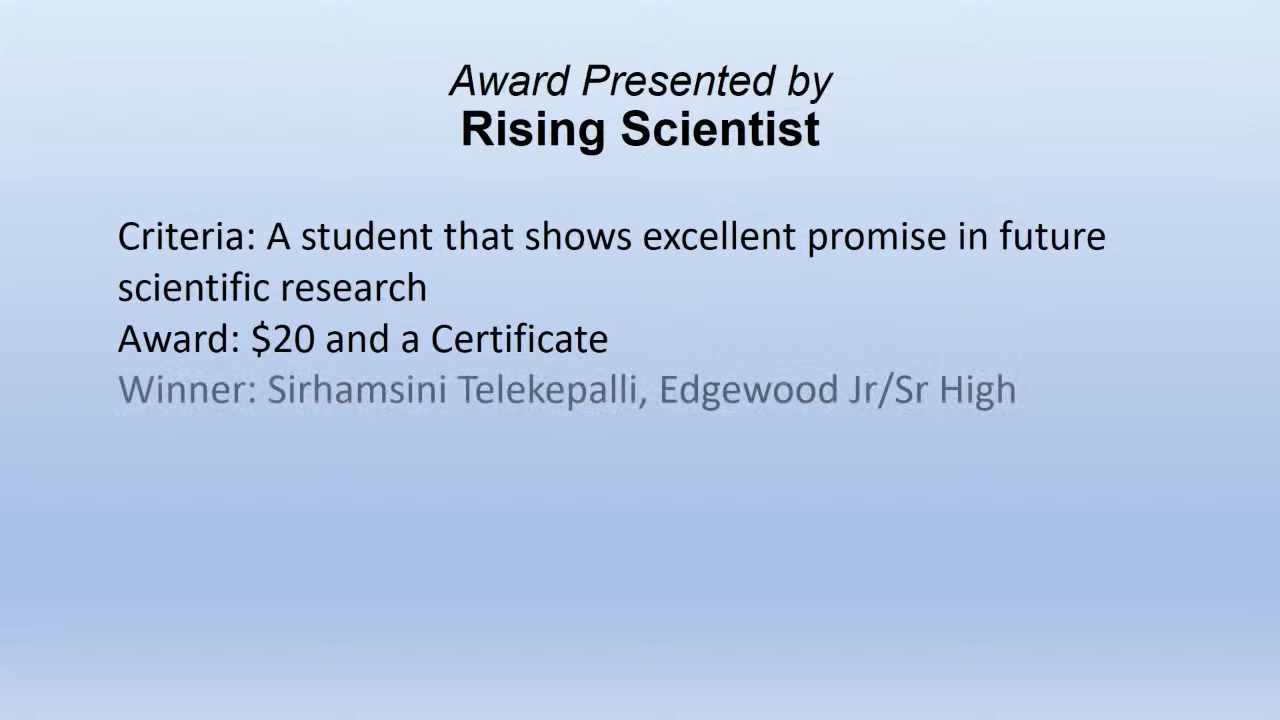 Award Presented by
Rising Scientist
Criteria: A student that shows excellent promise in future
scientific research
Award: $20 and a Certificate
Winner: Sirhamsini Telekepalli, Edgewood Jr/Sr High